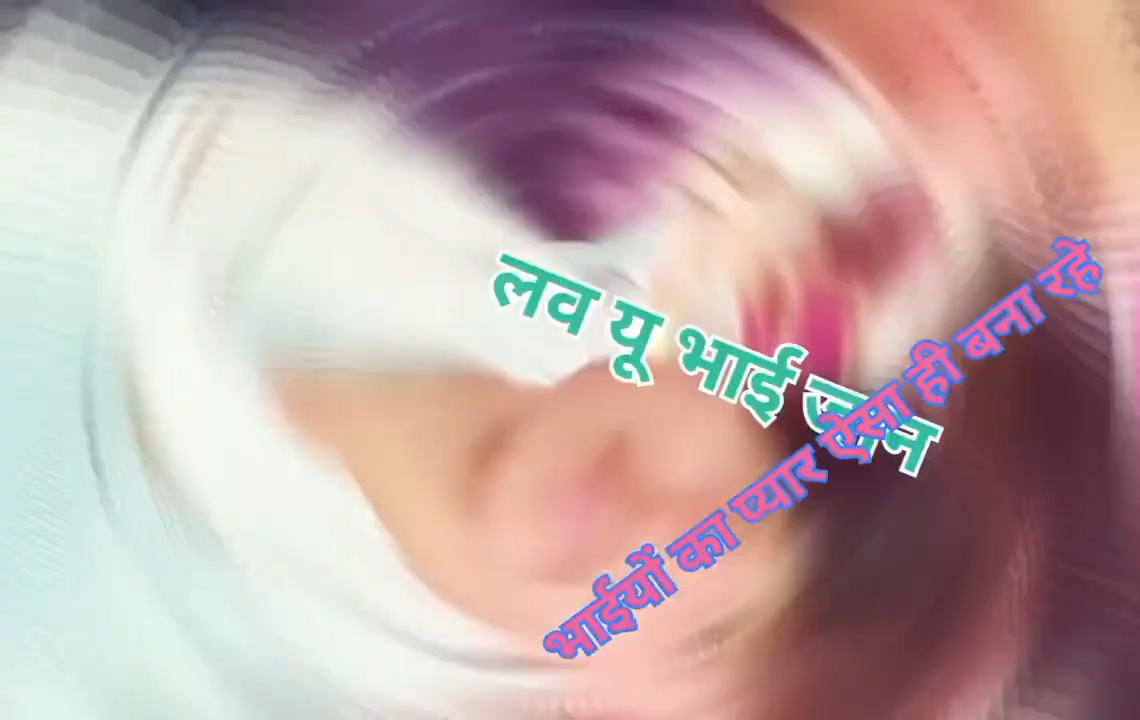 लव यू भाई जान
भाईयों का प्यार ऐसा ही बना रहे